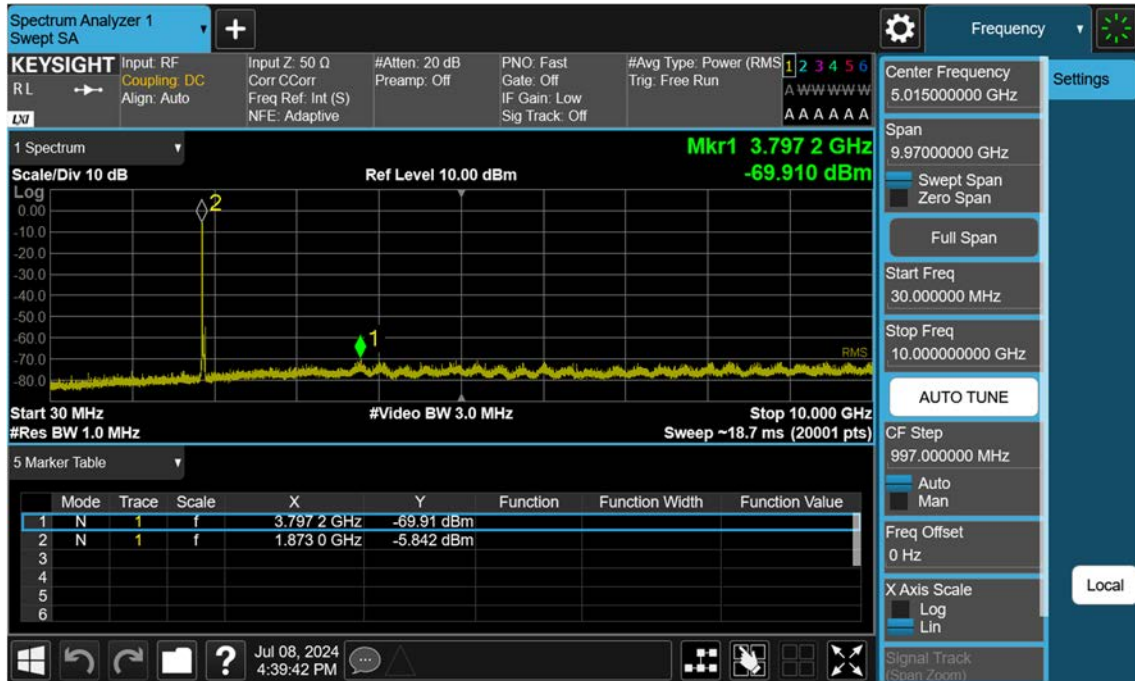 Spectrum Analyzer 1
Swept SA
Frequency
KEYSIGHT
RL
LXI
Input: RF
Coupling: DC
Align: Auto
Input Z: 50 Ω
Corr CCorr
Freq Ref: Int (S)
NFE: Adaptive
#Atten: 20 dB
Preamp: Off
PNO: Fast
Gate: Off
IF Gain: Low
Sig Track: Off
#Avg Type: Power (RMS
Trig: Free Run
1 2 3 4 5 6
A W W W W W
A A A A A A
1 Spectrum
Mkr1 3.797 2 GHz
-69.910 dBm
Scale/Div 10 dB
Ref Level 10.00 dBm
Log
0.00
-10.0
-20.0
-30.0
-40.0
-50.0
-60.0
-70.0
-80.0
2
1
RMS
Start 30 MHz
#Video BW 3.0 MHz
Stop 10.000 GHz
#Res BW 1.0 MHz
Sweep ~18.7 ms (20001 pts)
5 Marker Table
Mode Trace Scale X Y Function Function Width Function Value
1 N 1 f 3.797 2 GHz -69.91 dBm
2 N 1 f 1.873 0 GHz -5.842 dBm
3
4
5
6
Jul 08, 2024
4:39:42 PM
Center Frequency
5.015000000 GHz
Span
9.97000000 GHz
Swept Span
Zero Span
Full Span
Start Freq
30.000000 MHz
Stop Freq
10.000000000 GHz
AUTO TUNE
CF Step
997.000000 MHz
Auto
Man
Freq Offset
0 Hz
X Axis Scale
Log
Lin
Signal Track
(Span Zoom)
Settings
Local